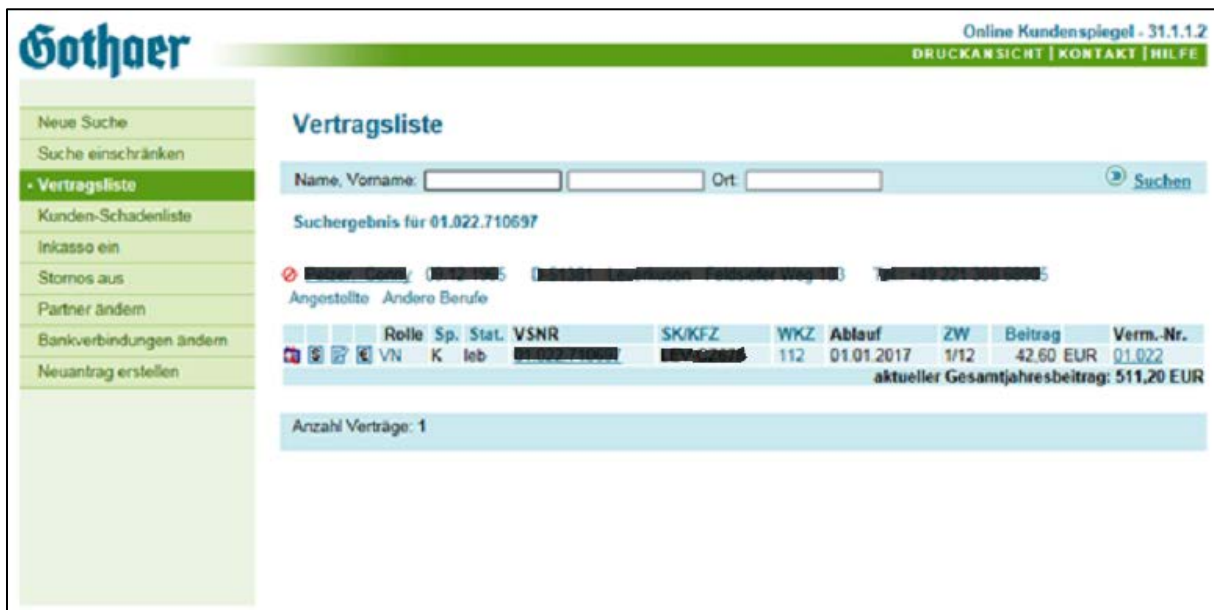 Gothaer
Online Kundenspiegel - 31.1.1.2
DRUCKANSICHT | KONTAKT | HILFE
Neue Suche
Suche einschränken
Vertragsliste
Kunden-Schadenliste
Inkasso ein
Stornos aus
Partner ändern
Bankverbindungen ändern
Neuantrag erstellen
Vertragsliste
Name, Vorname: Ort: Suchen
Suchergebnis für 01.022.710697
Angestellte Andere Berufe
Rolle Sp. Stat. VSNR SK/KFZ WKZ Ablauf ZW Beitrag Verm.-Nr.
VN K leb 112 01.01.2017 1/12 42,60 EUR 01.022
aktueller Gesamtjahresbeitrag: 511,20 EUR
Anzahl Verträge: 1